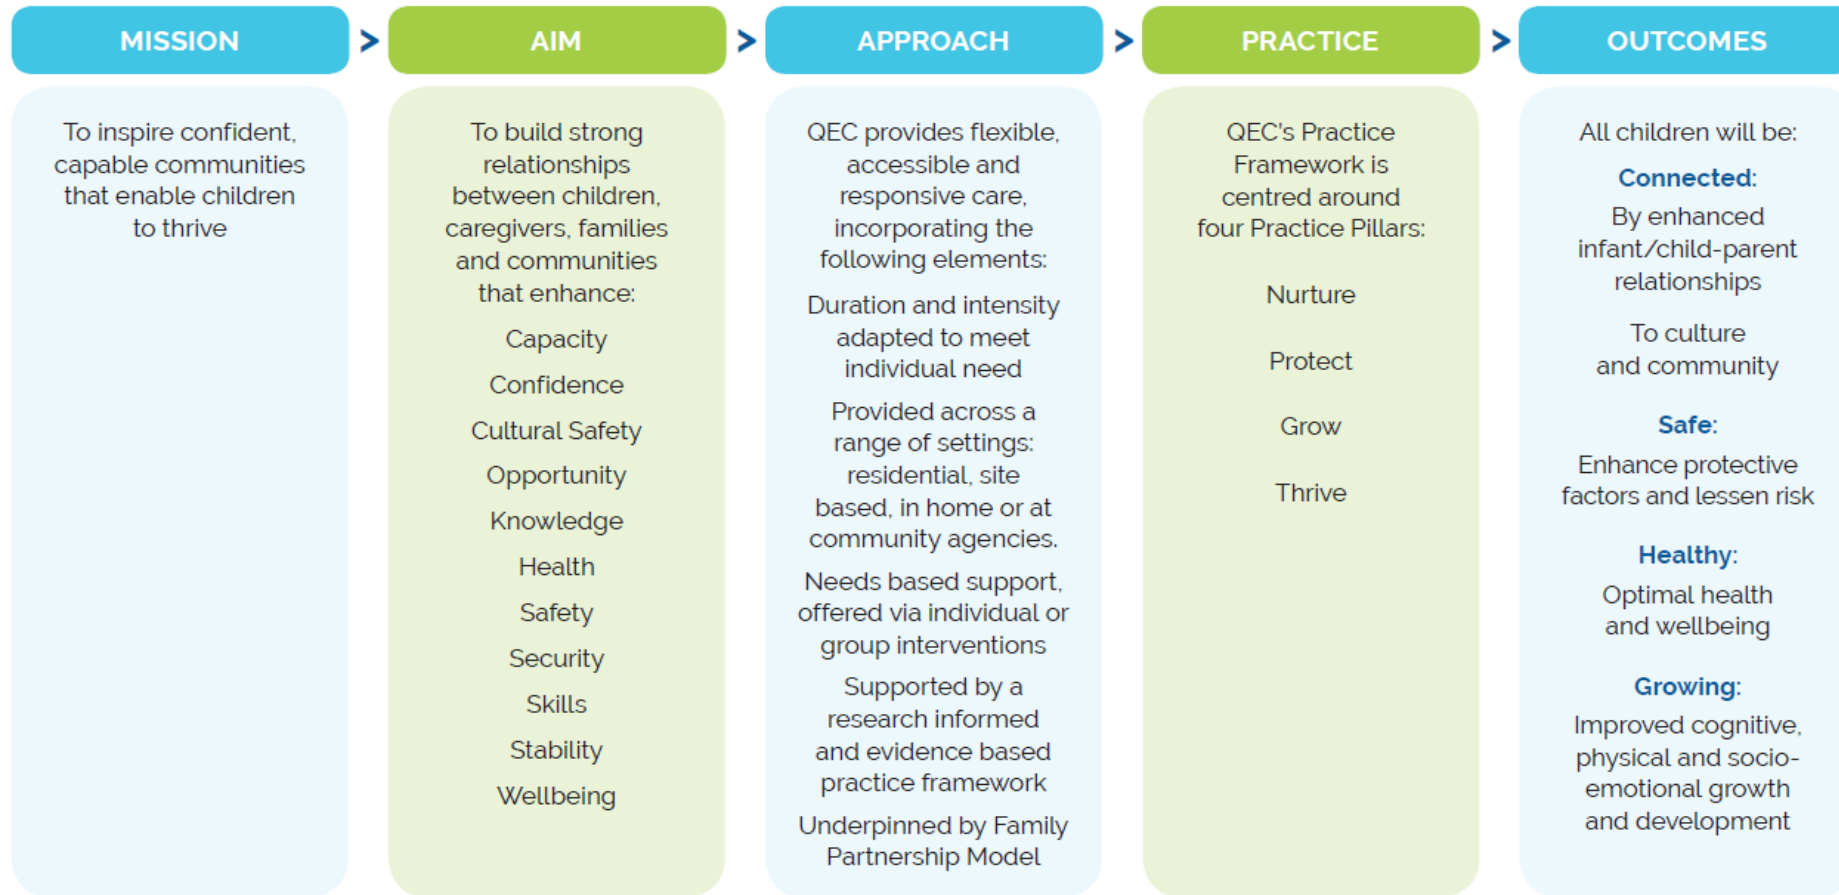 MISSION
>
AIM
>
APPROACH
>
PRACTICE
>
OUTCOMES
To inspire confident,
capable communities
that enable children
to thrive
To build strong
relationships
between children,
caregivers, families
and communities
that enhance:
Capacity
Confidence
Cultural Safety
Opportunity
Knowledge
Health
Safety
Security
Skills
Stability
Wellbeing
QEC provides flexible,
accessible and
responsive care,
incorporating the
following elements:
Duration and intensity
adapted to meet
individual need
Provided across a
range of settings:
residential, site
based, in home or at
community agencies.
Needs based support,
offered via individual or
group interventions
Supported by a
research informed
and evidence based
practice framework
Underpinned by Family
Partnership Model
QEC's Practice
Framework is
centred around
four Practice Pillars:
Nurture
Protect
Grow
Thrive
All children will be:
Connected:
By enhanced
infant/child-parent
relationships
To culture
and community
Safe:
Enhance protective
factors and lessen risk
Healthy:
Optimal health
and wellbeing
Growing:
Improved cognitive,
physical and socio-
emotional growth
and development